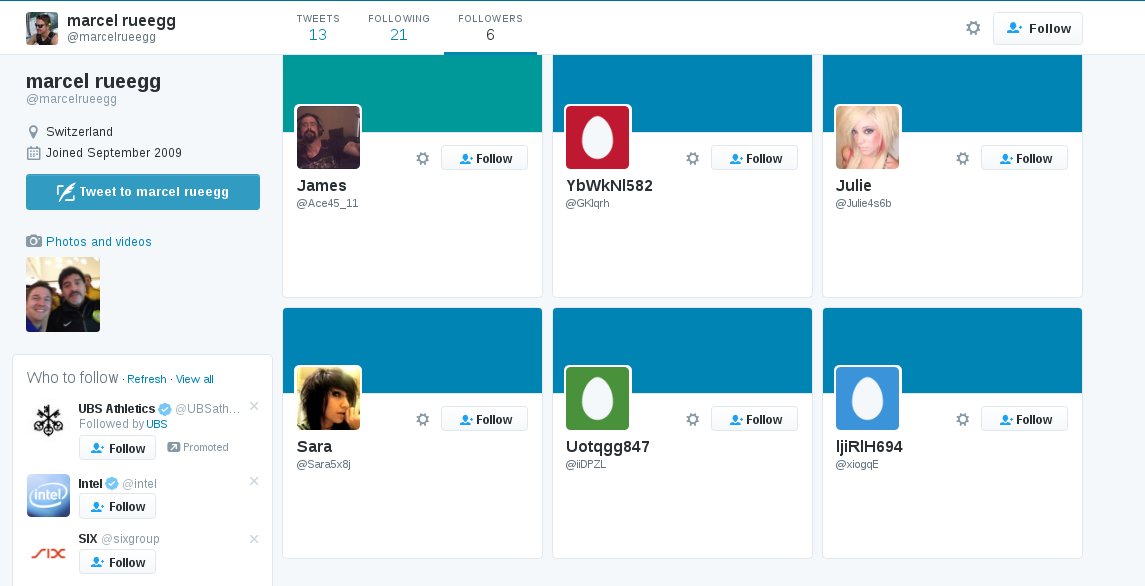 marcel rueegg
@marcelrueegg
TWEETS FOLLOWING FOLLOWERS
13 21 6
Follow
marcel rueegg
@marcelrueegg
Switzerland
Joined September 2009
Tweet to marcel rueegg
Photos and videos
Who to follow · Refresh · View all
UBS Athletics @UBSath...
Followed by UBS
Follow Promoted
Intel @intel
Follow
intel
SIX @sixgroup
SIX
Follow
Follow
James
@Ace45_11
Follow
YbWkNl582
@GKlqrh
Follow
Julie
@Julie4s6b
Follow
Sara
@Sara5x8j
Follow
Uotqgg847
@iiDPZL
Follow
IjiRlH694
@xiogqE